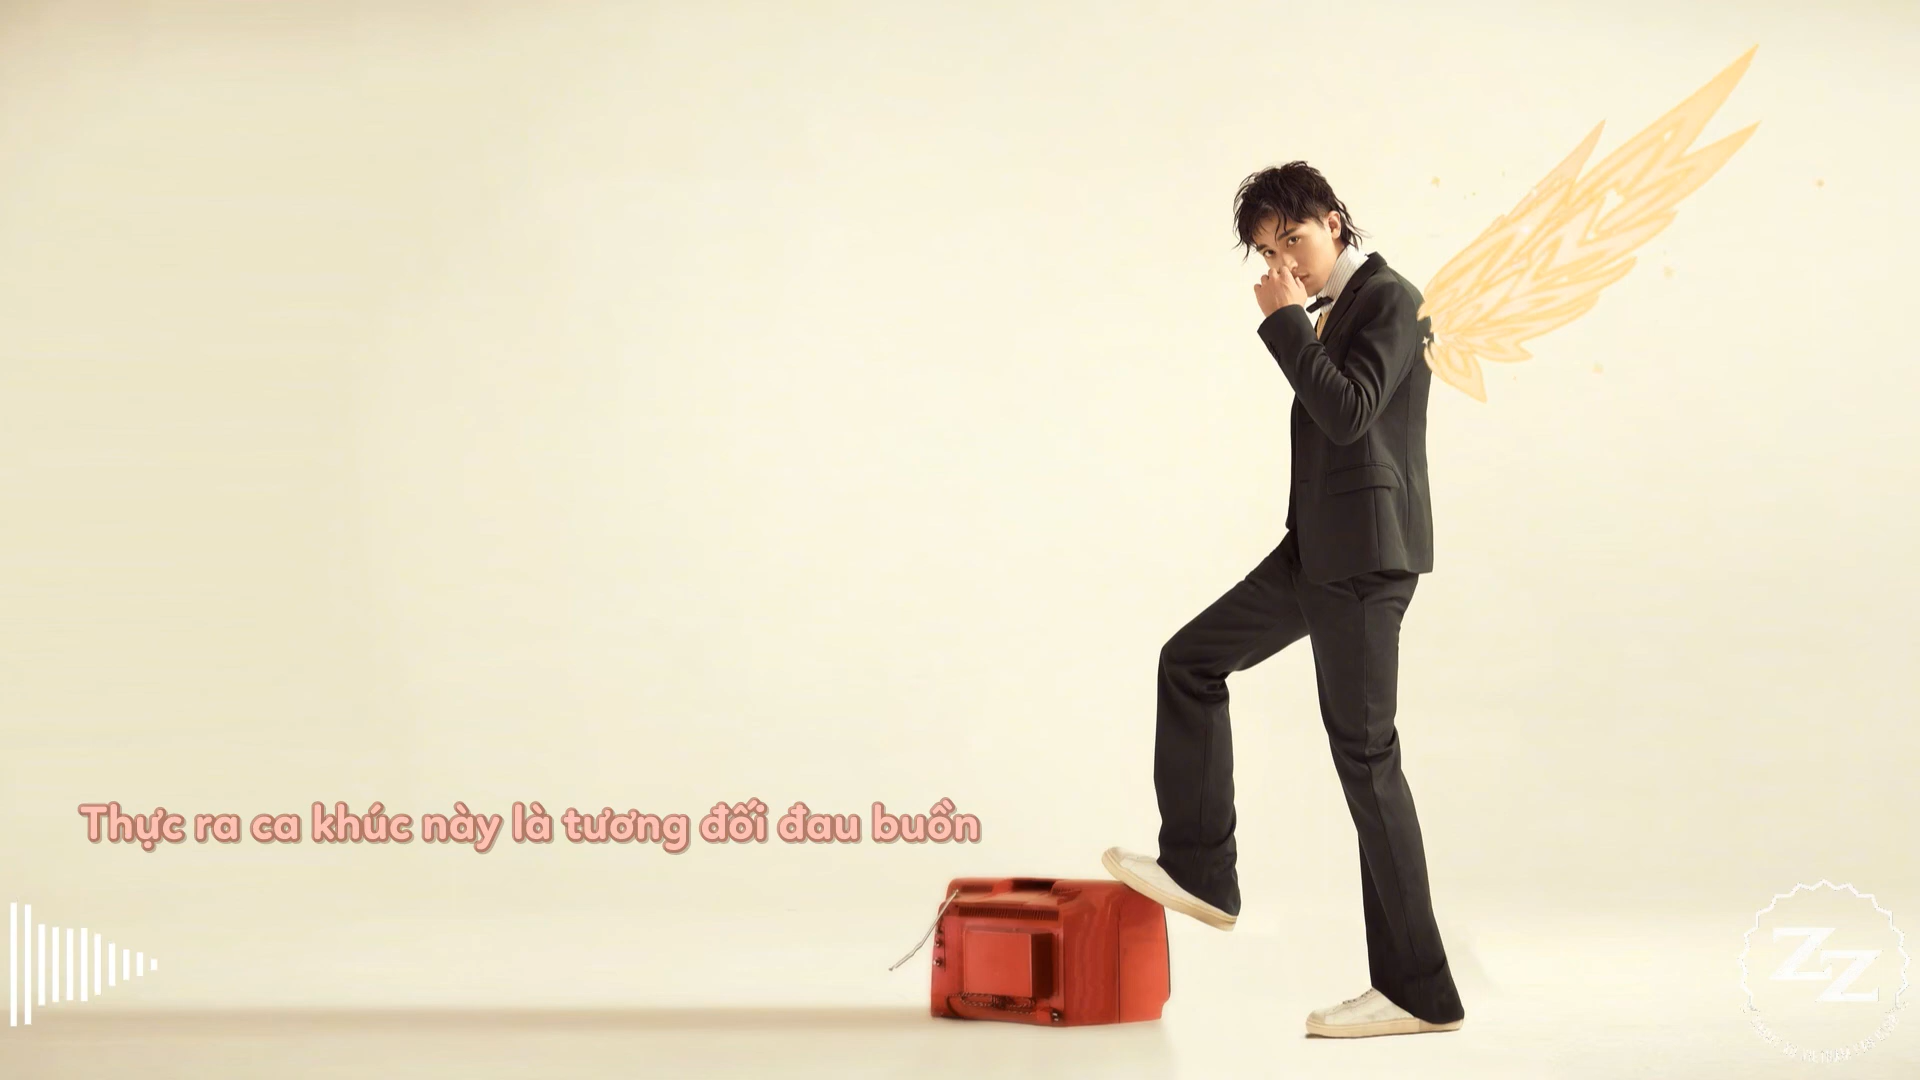 Thực ra ca khúc này là tương đối đau buồn
ZZ